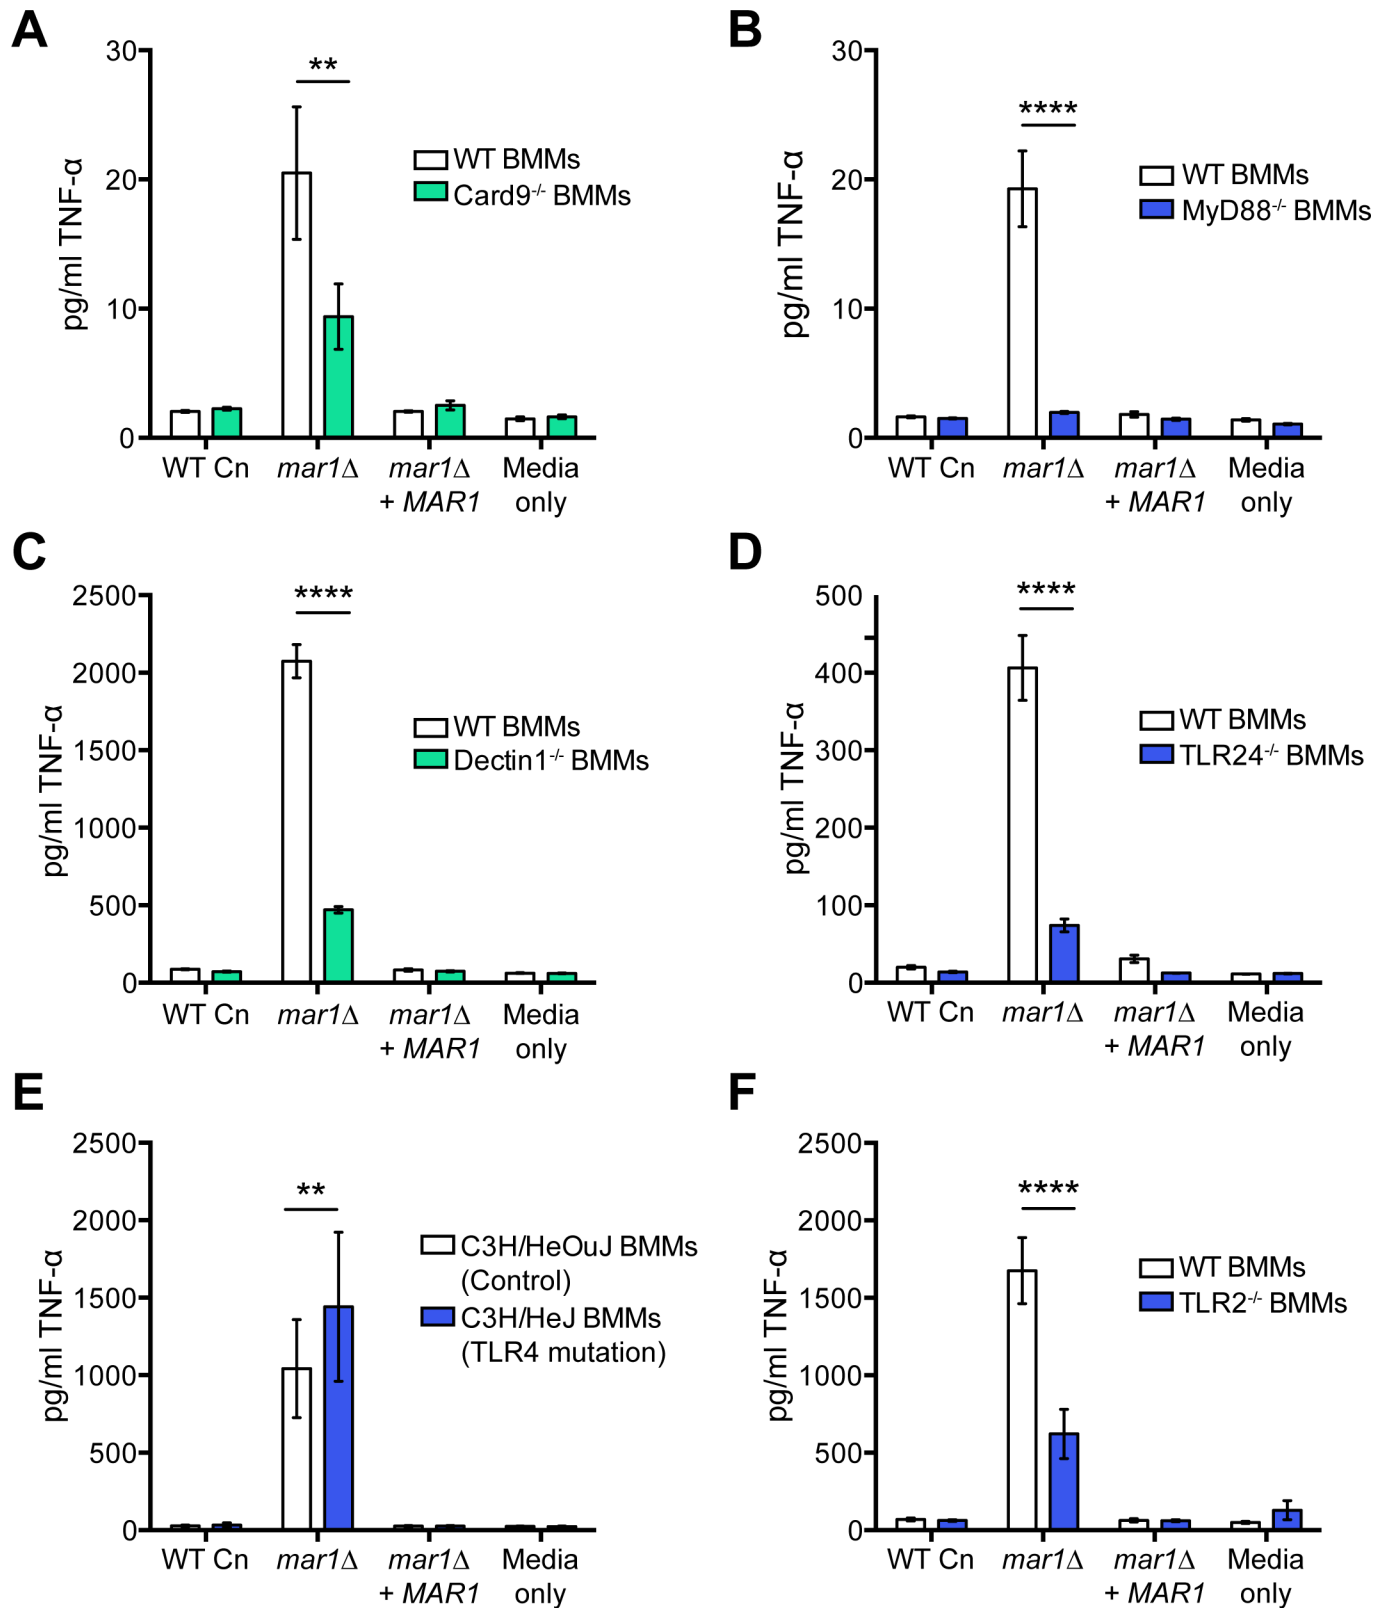 A
pg/ml TNF-α
30
20
10
0
**
WT BMMs
Card9-/- BMMs
WT Cn
mar1Δ
mar1Δ
+ MAR1
Media
only
B
pg/ml TNF-α
30
20
10
0
****
WT BMMs
MyD88-/- BMMs
WT Cn
mar1Δ
mar1Δ
+ MAR1
Media
only
C
pg/ml TNF-α
2500
2000
1500
1000
500
0
****
WT BMMs
Dectin1-/- BMMs
WT Cn
mar1Δ
mar1Δ
+ MAR1
Media
only
D
pg/ml TNF-α
500
400
300
200
100
0
****
WT BMMs
TLR24-/- BMMs
WT Cn
mar1Δ
mar1Δ
+ MAR1
Media
only
E
pg/ml TNF-α
2500
2000
1500
1000
500
0
**
C3H/HeOuJ BMMs
(Control)
C3H/HeJ BMMs
(TLR4 mutation)
WT Cn
mar1Δ
mar1Δ
+ MAR1
Media
only
F
pg/ml TNF-α
2500
2000
1500
1000
500
0
****
WT BMMs
TLR2-/- BMMs
WT Cn
mar1Δ
mar1Δ
+ MAR1
Media
only